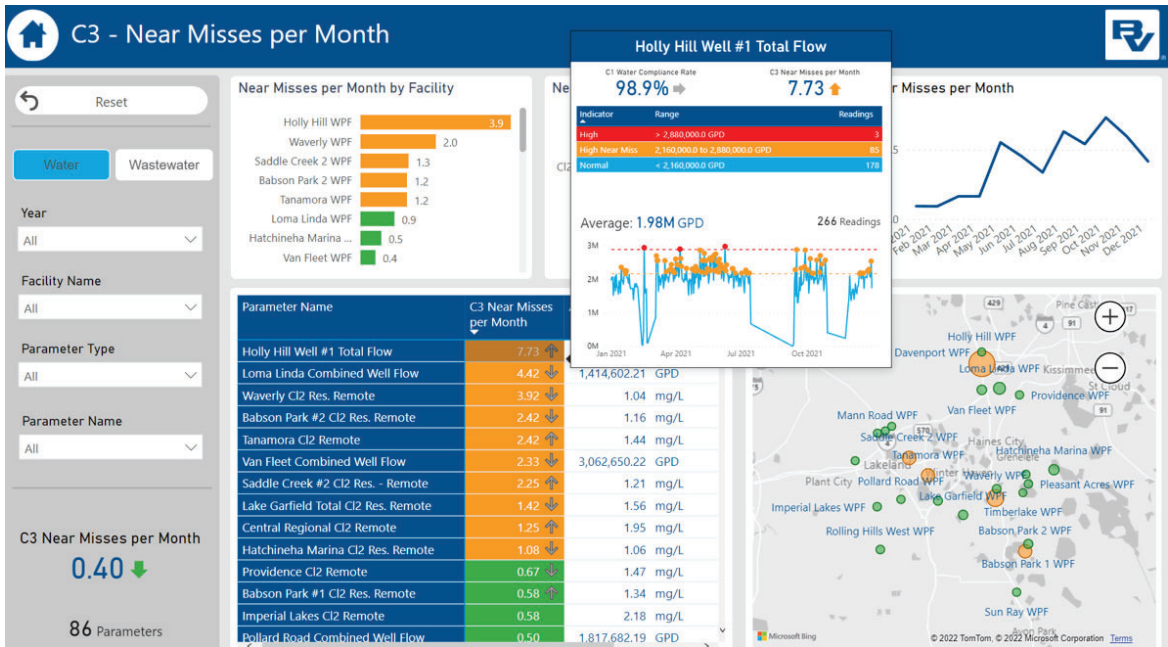 C3 - Near Misses per Month
Reset
Water
Wastewater
Year
All
Facility Name
All
Parameter Type
All
Parameter Name
All
C3 Near Misses per Month
0.40
86 Parameters
Near Misses per Month by Facility
Holly Hill WPF 3.9
Waverly WPF 2.0
Saddle Creek 2 WPF 1.3
Babson Park 2 WPF 1.2
Tanamora WPF 1.2
Loma Linda WPF 0.9
Hatchineha Marina ... 0.5
Van Fleet WPF 0.4
Ne
Cl2
Holly Hill Well #1 Total Flow
C1 Water Compliance Rate
98.9%
C3 Near Misses per Month
7.73
Indicator Range Readings
High > 2,880,000.0 GPD 3
High Near Miss 2,160,000.0 to 2,880,000.0 GPD 85
Normal < 2,160,000.0 GPD 178
Average: 1.98M GPD
266 Readings
3M
2M
1M
0M
Jan 2021 Apr 2021 Jul 2021 Oct 2021
r Misses per Month
5
0
2021 Feb 2021 Mar 2021 Apr 2021 May 2021 Jun 2021 Jul 2021 Aug 2021 Sep 2021 Oct 2021 Nov 2021 Dec 2021
Parameter Name C3 Near Misses per Month
Holly Hill Well #1 Total Flow 7.73
Loma Linda Combined Well Flow 4.42 1,414,602.21 GPD
Waverly Cl2 Res. Remote 3.92 1.04 mg/L
Babson Park #2 Cl2 Res. Remote 2.42 1.16 mg/L
Tanamora Cl2 Remote 2.42 1.44 mg/L
Van Fleet Combined Well Flow 2.33 3,062,650.22 GPD
Saddle Creek #2 Cl2 Res. - Remote 2.25 1.21 mg/L
Lake Garfield Total Cl2 Res. Remote 1.42 1.56 mg/L
Central Regional Cl2 Remote 1.25 1.95 mg/L
Hatchineha Marina Cl2 Res. Remote 1.08 1.06 mg/L
Providence Cl2 Remote 0.67 1.47 mg/L
Babson Park #1 Cl2 Res. Remote 0.58 1.34 mg/L
Imperial Lakes Cl2 Remote 0.58 2.18 mg/L
Pollard Road Combined Well Flow 0.50 1,817,682.19 GPD
429
Pine Cast
17
4
91
Holly Hill WPF
Davenport WPF
Loma Linda WPF
Kissimmee
St Cloud
Providence WPF
Mann Road WPF
Van Fleet WPF
91
570
Saddle Creek 2 WPF
Haines City
Hatchineha Marina WPF
Tanamora WPF
Lakeland
Waverly WPF
Plant City
Pollard Road WPF
Pleasant Acres WPF
Lake Garfield WPF
Imperial Lakes WPF
Timberlake WPF
Rolling Hills West WPF
Babson Park 2 WPF
Babson Park 1 WPF
Sun Ray WPF
Avon Park
Microsoft Bing
© 2022 TomTom, © 2022 Microsoft Corporation Terms